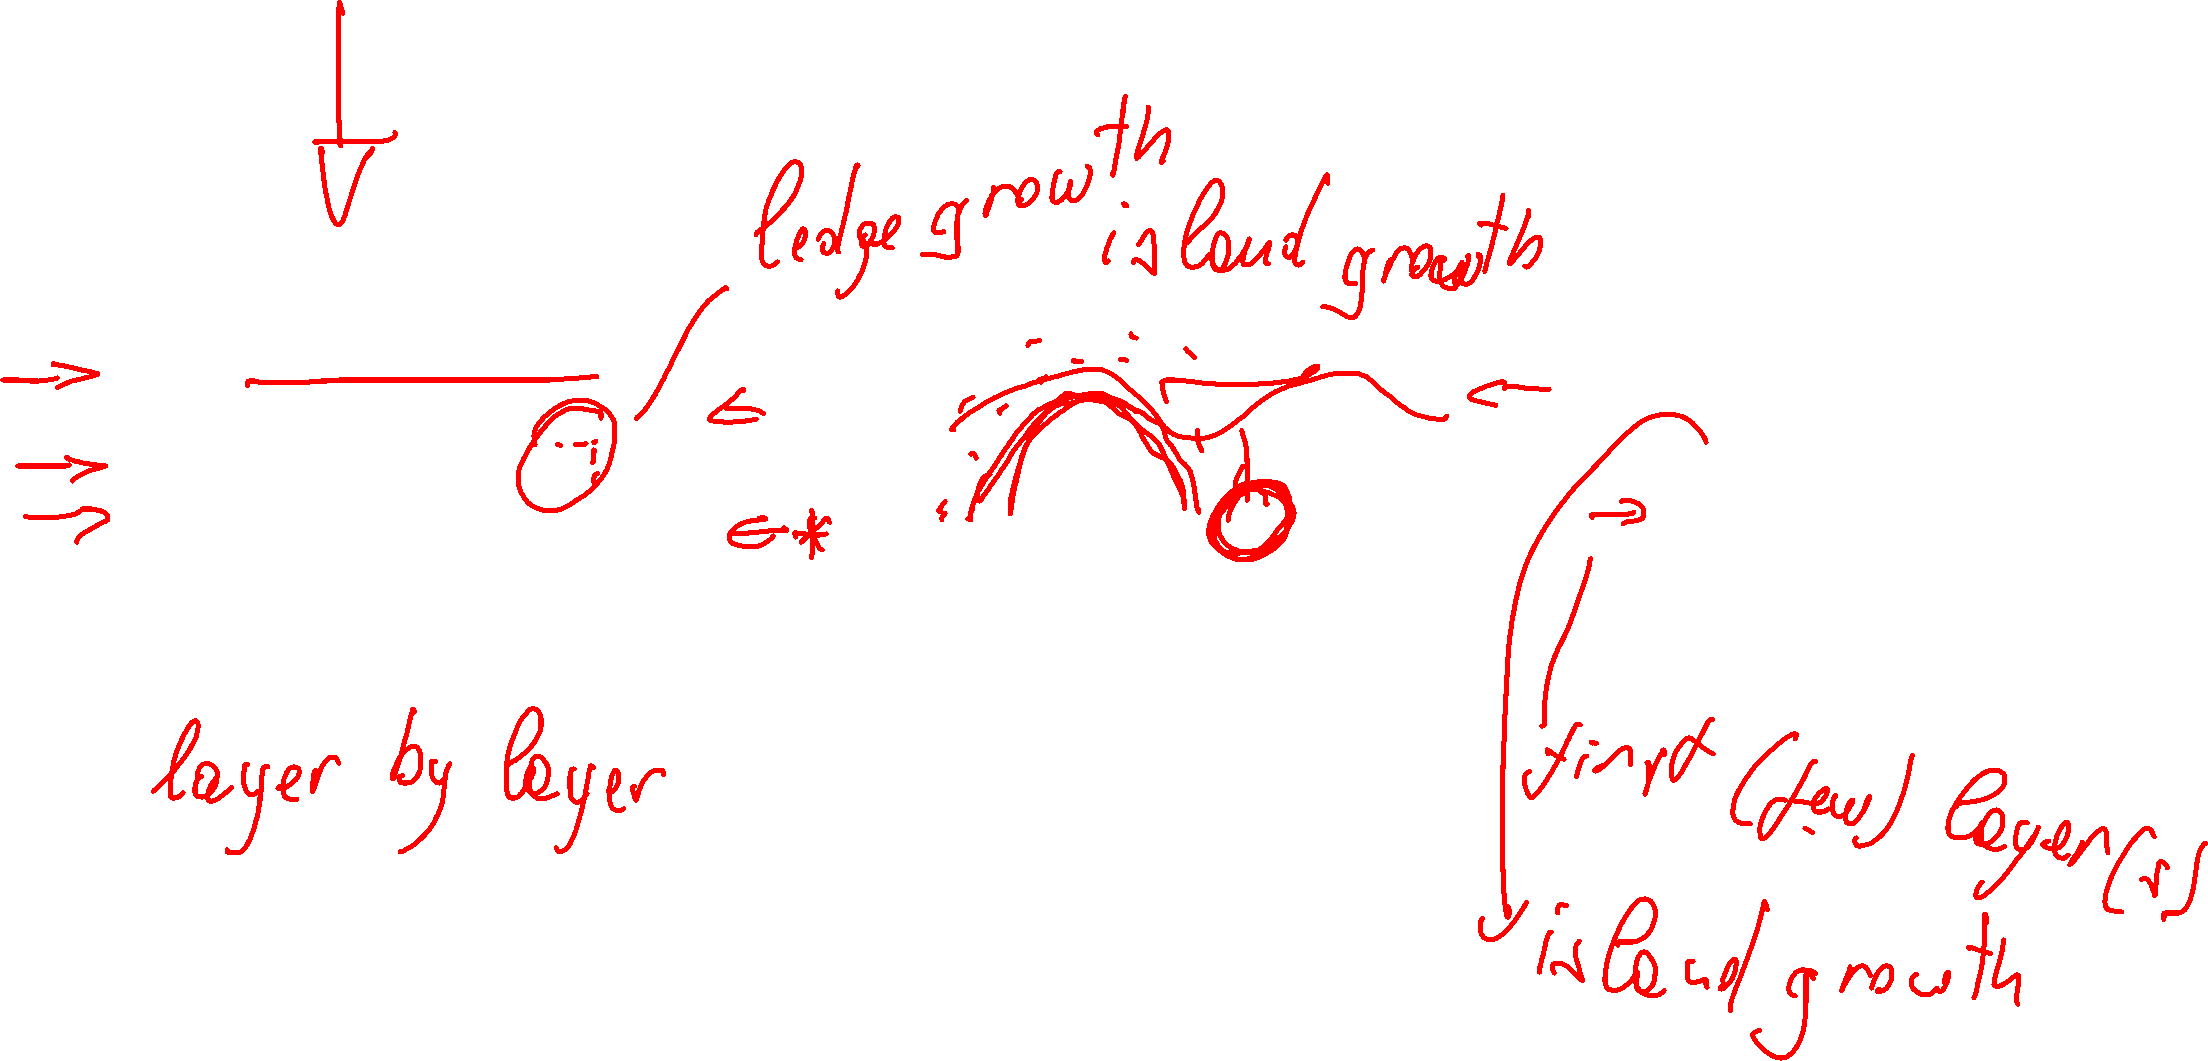 ledge growth
island growth
layer by layer
first (few) layer(s)
island growth